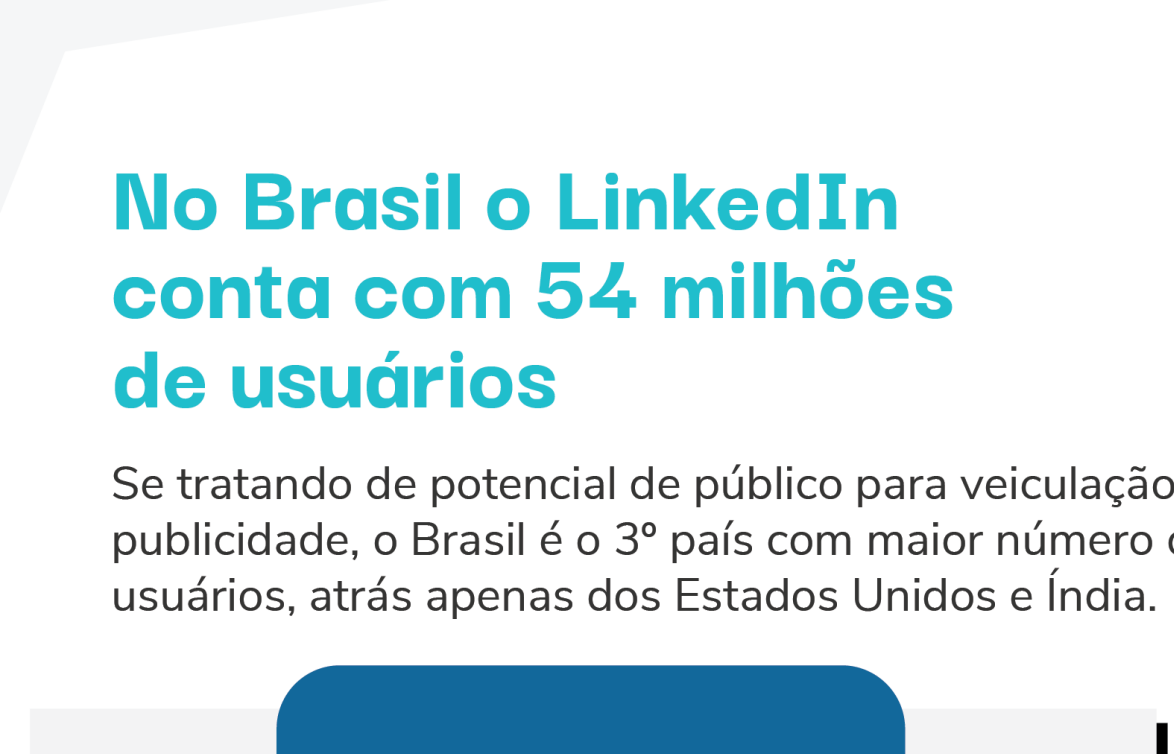 No Brasil o LinkedIn
conta com 54 milhões
de usuários
Se tratando de potencial de público para veiculação
publicidade, o Brasil é o 3º país com maior número
usuários, atrás apenas dos Estados Unidos e Índia.